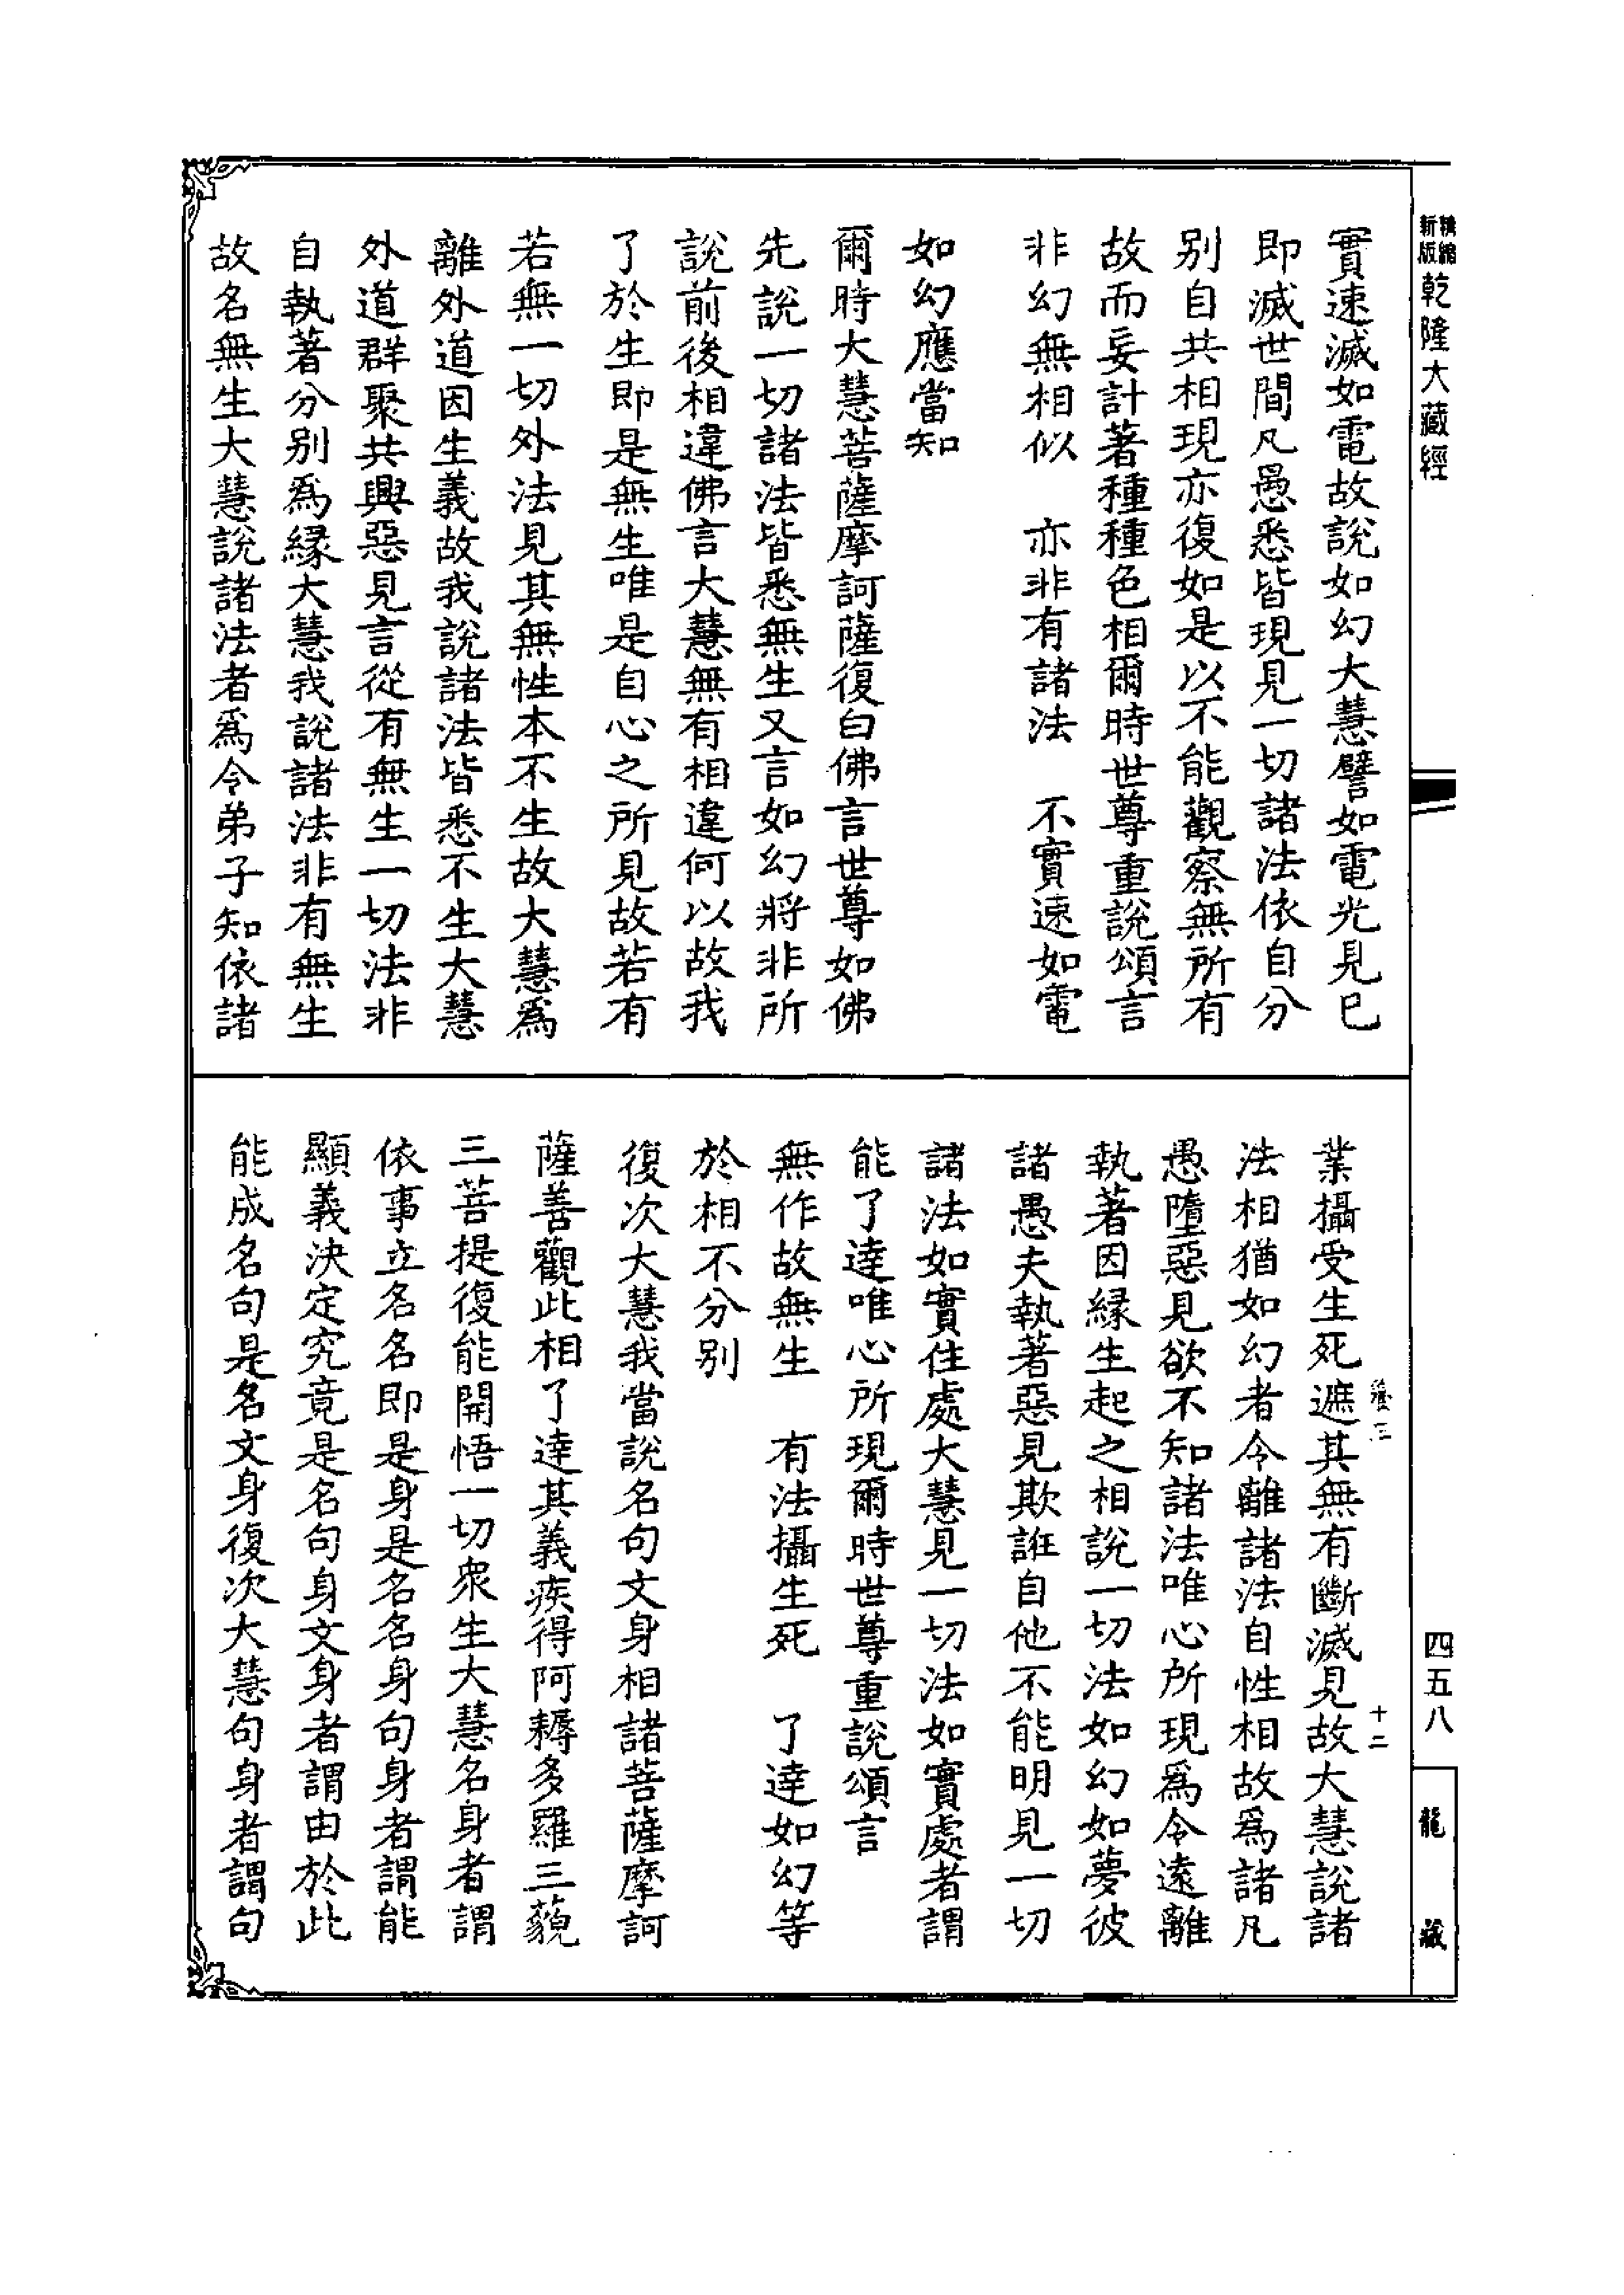 新版精縮乾隆大藏經
實速滅如電故說如幻大慧譬如電光見已
即滅世間凡愚悉皆現見一切諸法依自分
別自共相現亦復如是以不能觀察無所有
故而妄計著種種色相爾時世尊重說頌言
非幻無相似　亦非有諸法　不實速如電
如幻應當知
爾時大慧菩薩摩訶薩復白佛言世尊如佛
先說一切諸法皆悉無生又言如幻將非所
說前後相違佛言大慧無有相違何以故我
了於生即是無生唯是自心之所見故若有
若無一切外法見其無性本不生故大慧為
離外道因生義故我說諸法皆悉不生大慧
外道群聚共興惡見言從有無生一切法非
自執著分別為緣大慧我說諸法非有無生
故名無生大慧說諸法者為令弟子知依諸
業攝受生死遮其無有斷滅見故大慧說諸
法相猶如幻者令離諸法自性相故為諸凡
愚墮惡見欲不知諸法唯心所現為令遠離
執著因緣生起之相說一切法如幻如夢彼
諸愚夫執著惡見欺誑自他不能明見一切
諸法如實住處大慧見一切法如實處者謂
能了達唯心所現爾時世尊重說頌言
無作故無生　有法攝生死　了達如幻等
於相不分別
復次大慧我當說名句文身相諸菩薩摩訶
薩善觀此相了達其義疾得阿耨多羅三藐
三菩提復能開悟一切眾生大慧名身者謂
依事立名名即是身是名名身句身者謂能
顯義決定究竟是名句身文身者謂由於此
能成名句是名文身復次大慧句身者謂句
卷三
十二
四五八
龍藏